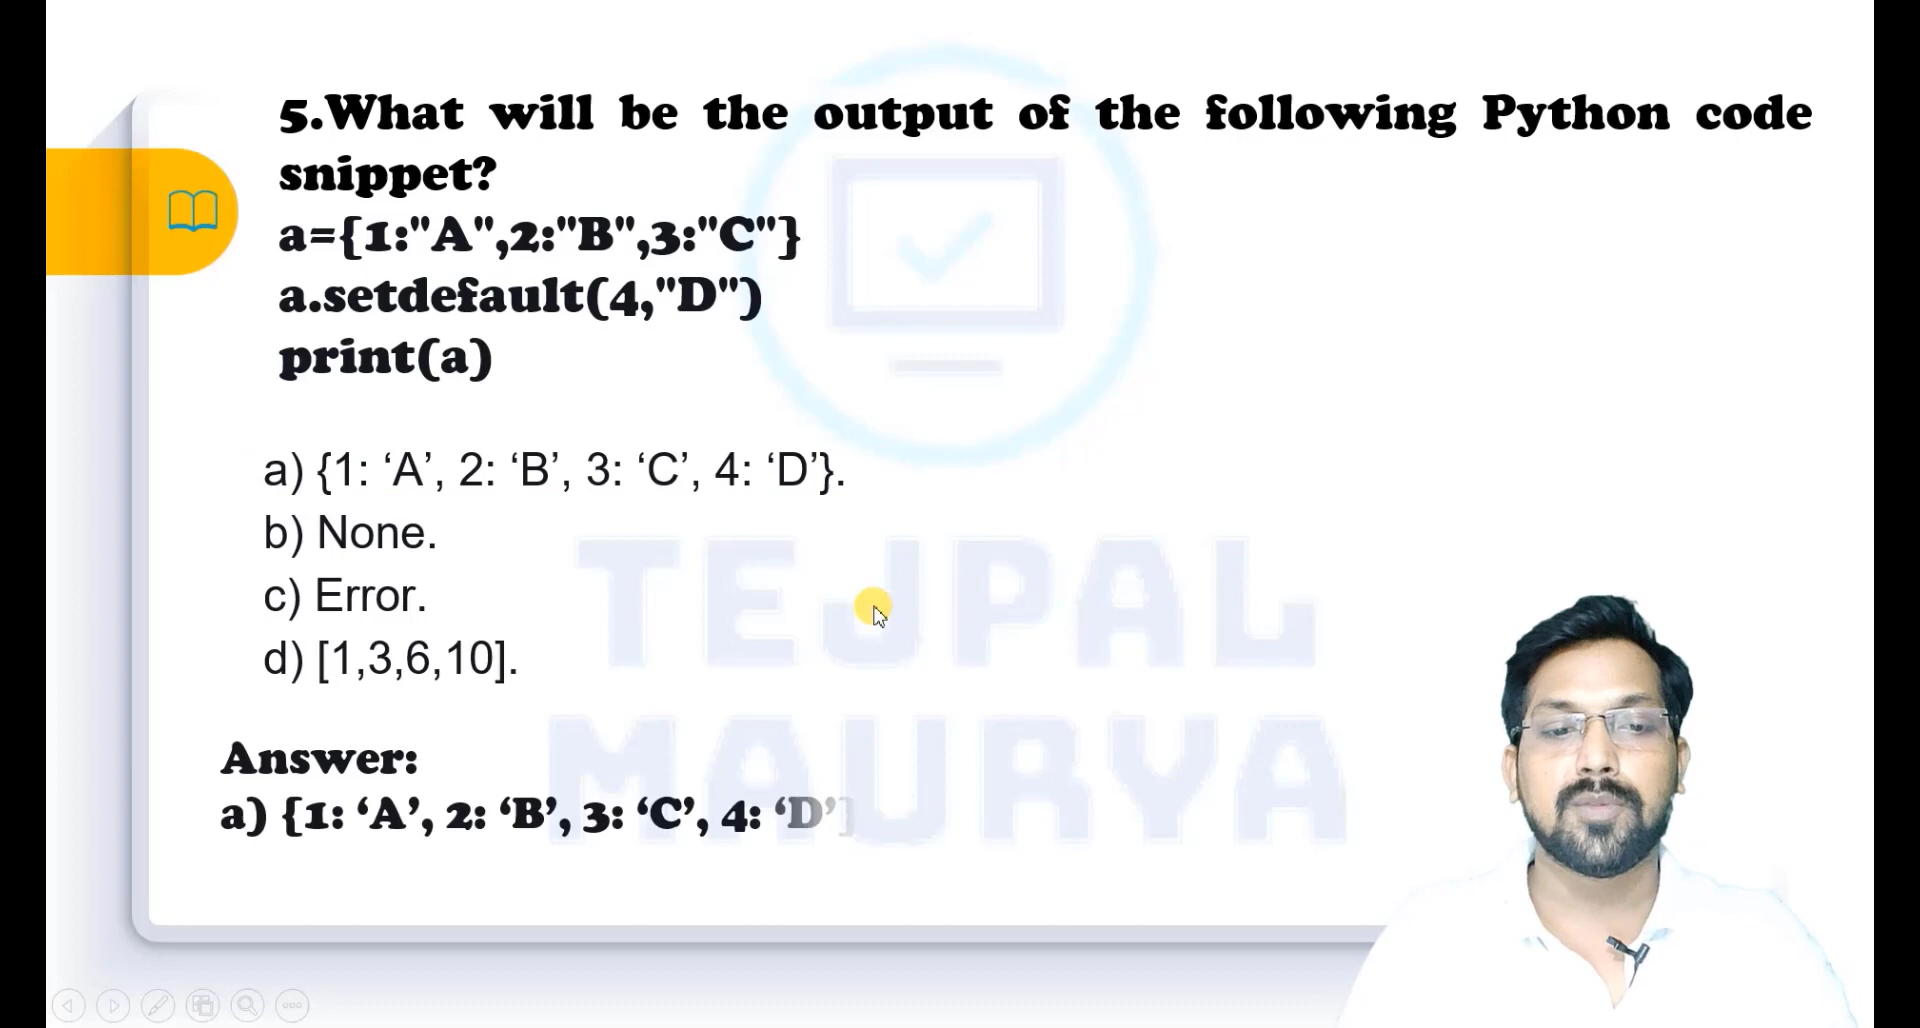 5.What will be the output of the following Python code
snippet?
a={1:"A",2:"B",3:"C"}
a.setdefault(4,"D")
print(a)
a) {1: ‘A’, 2: ‘B’, 3: ‘C’, 4: ‘D’}.
b) None.
c) Error.
d) [1,3,6,10].
TEJPAL
MAURYA
Answer:
a) {1: ‘A’, 2: ‘B’, 3: ‘C’, 4: ‘D’}